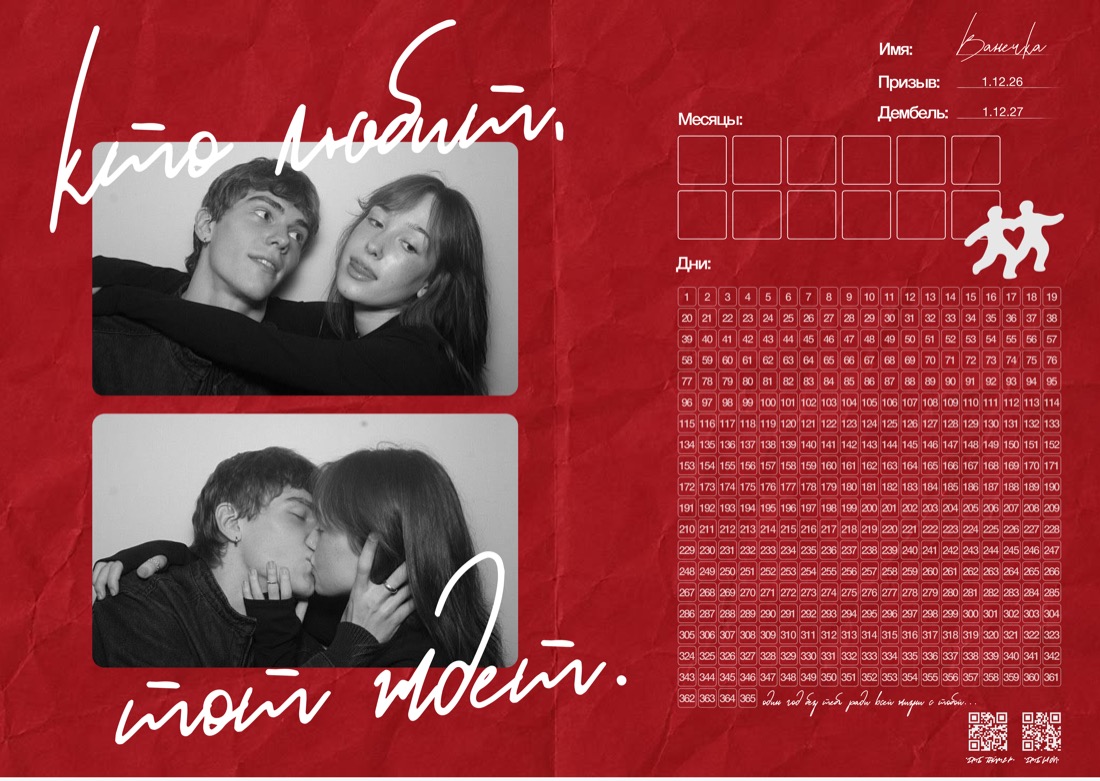 кто любит,
тот ждет.
Имя: Ванечка
Призыв: 1.12.26
Дембель: 1.12.27
Месяцы:
Дни:
1 2 3 4 5 6 7 8 9 10 11 12 13 14 15 16 17 18 19
20 21 22 23 24 25 26 27 28 29 30 31 32 33 34 35 36 37 38
39 40 41 42 43 44 45 46 47 48 49 50 51 52 53 54 55 56 57
58 59 60 61 62 63 64 65 66 67 68 69 70 71 72 73 74 75 76
77 78 79 80 81 82 83 84 85 86 87 88 89 90 91 92 93 94 95
96 97 98 99 100 101 102 103 104 105 106 107 108 109 110 111 112 113 114
115 116 117 118 119 120 121 122 123 124 125 126 127 128 129 130 131 132 133
134 135 136 137 138 139 140 141 142 143 144 145 146 147 148 149 150 151 152
153 154 155 156 157 158 159 160 161 162 163 164 165 166 167 168 169 170 171
172 173 174 175 176 177 178 179 180 181 182 183 184 185 186 187 188 189 190
191 192 193 194 195 196 197 198 199 200 201 202 203 204 205 206 207 208 209
210 211 212 213 214 215 216 217 218 219 220 221 222 223 224 225 226 227 228
229 230 231 232 233 234 235 236 237 238 239 240 241 242 243 244 245 246 247
248 249 250 251 252 253 254 255 256 257 258 259 260 261 262 263 264 265 266
267 268 269 270 271 272 273 274 275 276 277 278 279 280 281 282 283 284 285
286 287 288 289 290 291 292 293 294 295 296 297 298 299 300 301 302 303 304
305 306 307 308 309 310 311 312 313 314 315 316 317 318 319 320 321 322 323
324 325 326 327 328 329 330 331 332 333 334 335 336 337 338 339 340 341 342
343 344 345 346 347 348 349 350 351 352 353 354 355 356 357 358 359 360 361
362 363 364 365 один год без тебя ради всей жизни с тобой...